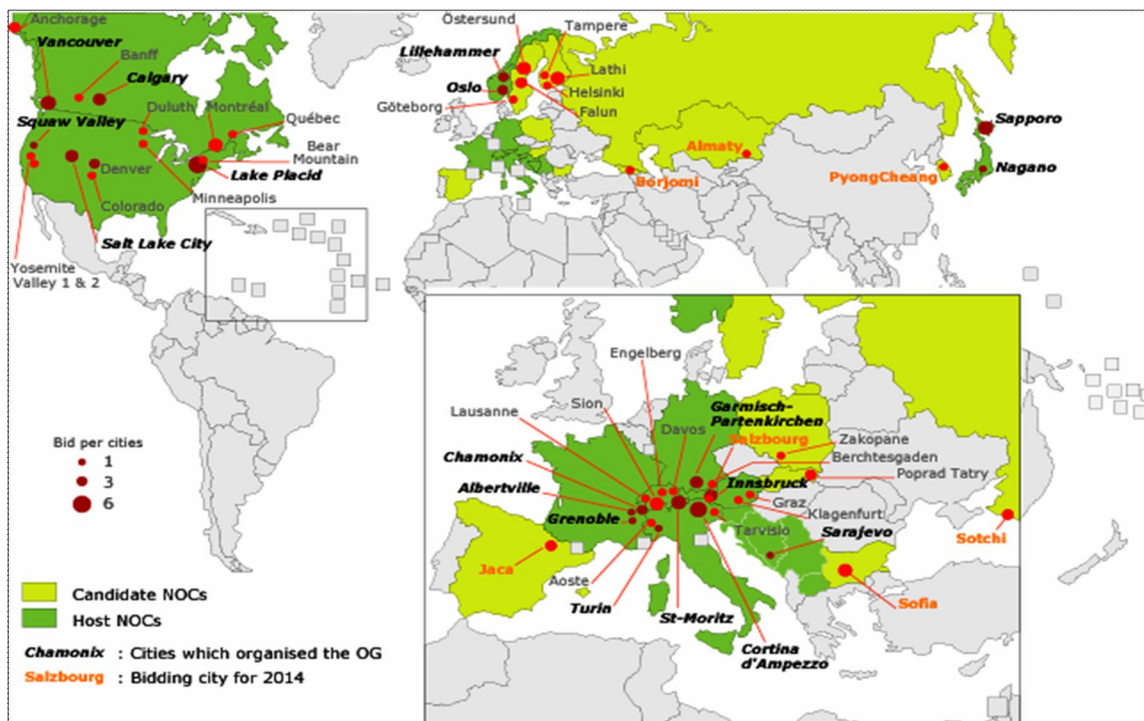 Anchorage
Vancouver
Banff
Calgary
Duluth
Montréal
Squaw Valley
Québec
Bear
Mountain
Denver
Lake Placid
Colorado
Minneapolis
Salt Lake City
Yosemite
Valley 1 & 2
Östersund
Tampere
Lillehammer
Lathi
Oslo
Helsinki
Göteborg
Falun
Almaty
Borjomi
PyongCheang
Sapporo
Nagano
Engelberg
Garmisch-
Partenkirchen
Sion
Lausanne
Davos
Salzbourg
Zakopane
Berchtesgaden
Chamonix
Poprad Tatry
Innsbruck
Albertville
Graz
Klagenfurt
Grenoble
Tarvisio
Sarajevo
Sotchi
Jaca
Aoste
Sofia
Turin
St-Moritz
Cortina
d'Ampezzo
Bid per cities
1
3
6
Candidate NOCs
Host NOCs
Chamonix : Cities which organised the OG
Salzbourg : Bidding city for 2014